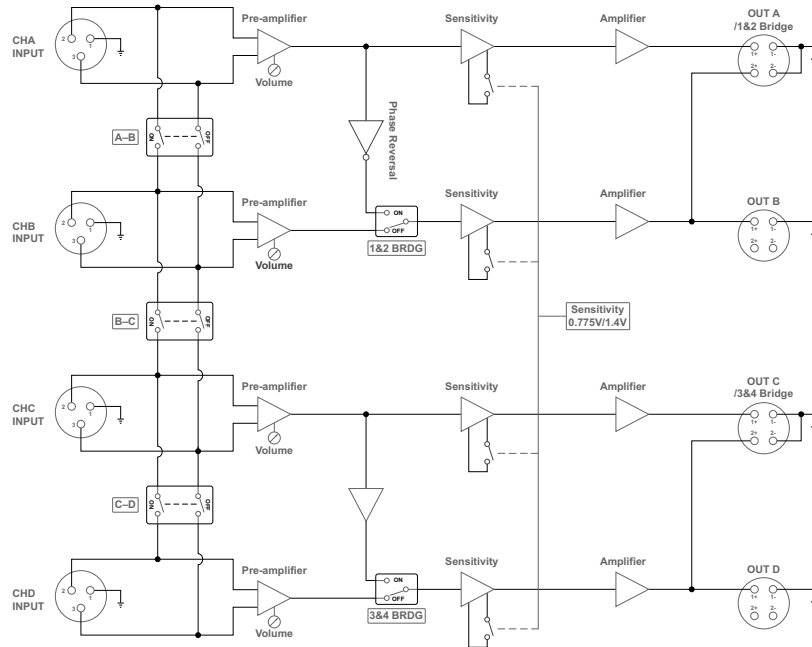 CHA
INPUT
2
1
3
Pre-amplifier
Volume
Sensitivity
Amplifier
OUT A
/1&2 Bridge
1+ 1-
2+ 2-
A–B
ON
OFF
Phase Reversal
CHB
INPUT
2
1
3
Pre-amplifier
Volume
ON
OFF
1&2 BRDG
Sensitivity
Amplifier
OUT B
1+ 1-
2+ 2-
B–C
ON
OFF
Sensitivity
0.775V/1.4V
CHC
INPUT
2
1
3
Pre-amplifier
Volume
Sensitivity
Amplifier
OUT C
/3&4 Bridge
1+ 1-
2+ 2-
C–D
ON
OFF
CHD
INPUT
2
1
3
Pre-amplifier
Volume
ON
OFF
3&4 BRDG
Sensitivity
Amplifier
OUT D
1+ 1-
2+ 2-